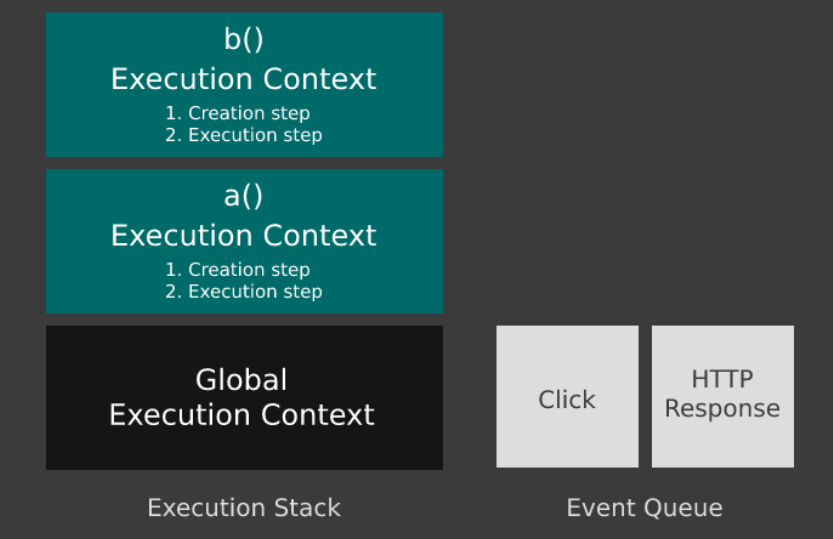 b()
Execution Context
1. Creation step
2. Execution step
a()
Execution Context
1. Creation step
2. Execution step
Global
Execution Context
Click
HTTP
Response
Execution Stack
Event Queue